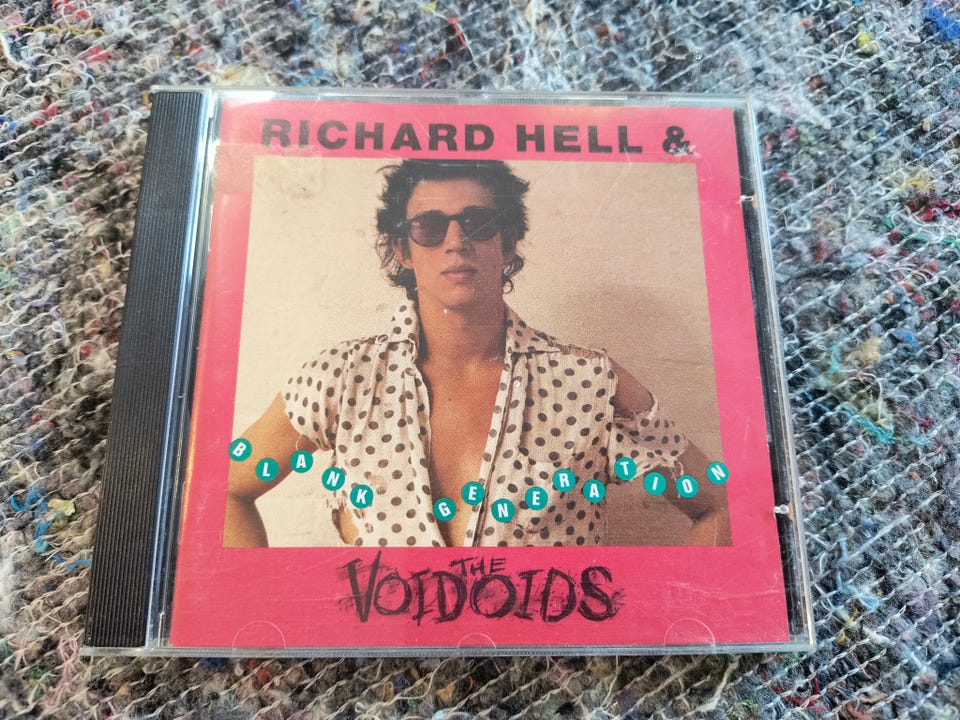 RICHARD HELL &
BLANK GENERATION
THE
VOIDOIDS